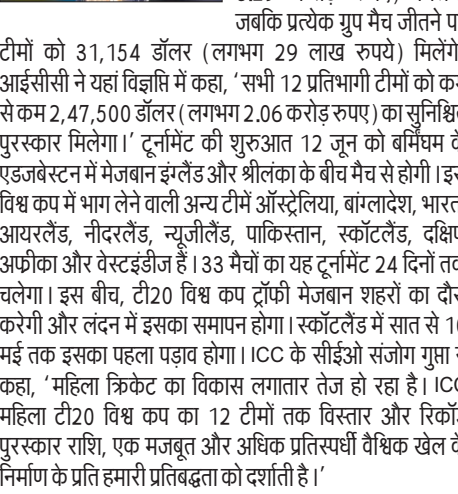 जबकि प्रत्येक ग्रुप मैच जीतने प
टीमों को 31,154 डॉलर (लगभग 29 लाख रुपये) मिलेंगे
आईसीसी ने यहां विज्ञप्ति में कहा, ‘सभी 12 प्रतिभागी टीमों को क
से कम 2,47,500 डॉलर (लगभग 2.06 करोड़ रुपए) का सुनिश्चि
पुरस्कार मिलेगा।’ टूर्नामेंट की शुरुआत 12 जून को बर्मिंघम के
एडजबेस्टन में मेजबान इंग्लैंड और श्रीलंका के बीच मैच से होगी। इस
विश्व कप में भाग लेने वाली अन्य टीमें ऑस्ट्रेलिया, बांग्लादेश, भारत
आयरलैंड, नीदरलैंड, न्यूजीलैंड, पाकिस्तान, स्कॉटलैंड, दक्षिण
अफ्रीका और वेस्टइंडीज हैं। 33 मैचों का यह टूर्नामेंट 24 दिनों तक
चलेगा। इस बीच, टी20 विश्व कप ट्रॉफी मेजबान शहरों का दौरा
करेगी और लंदन में इसका समापन होगा। स्कॉटलैंड में सात से 1
मई तक इसका पहला पड़ाव होगा। ICC के सीईओ संजोग गुप्ता
कहा, ‘महिला क्रिकेट का विकास लगातार तेज हो रहा है। ICC
महिला टी20 विश्व कप का 12 टीमों तक विस्तार और रिकॉर्ड
पुरस्कार राशि, एक मजबूत और अधिक प्रतिस्पर्धी वैश्विक खेल के
निर्माण के प्रति हमारी प्रतिबद्धता को दर्शाती है।’